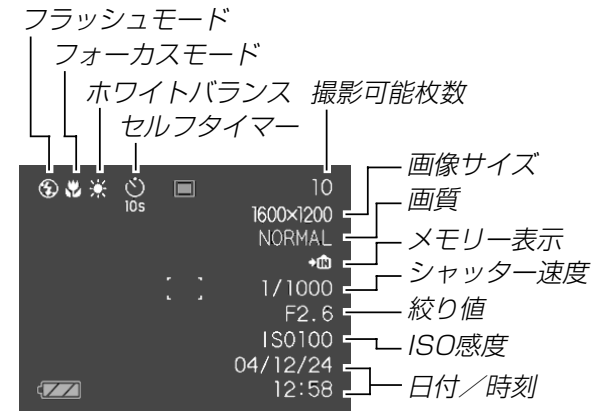 フラッシュモード
フォーカスモード
ホワイトバランス 撮影可能枚数
セルフタイマー
画像サイズ
画質
メモリー表示
シャッター速度
絞り値
ISO感度
日付／時刻
10
10s
1600×1200
NORMAL
IN
1/1000
F2.6
ISO100
04/12/24
12:58